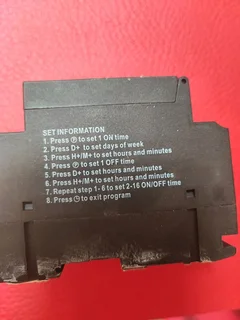 SET INFORMATION
1. Press Ⓟ to set 1 ON time
2. Press D+ to set days of week
3. Press H+/M+ to set hours and minutes
4. Press Ⓟ to set 1 OFF time
5. Press D+ to set hours and minutes
6. Press H+/M+ to set hours and minutes
7. Repeat step 1-6 to set 2-16 ON/OFF time
8. Press 🕒 to exit program